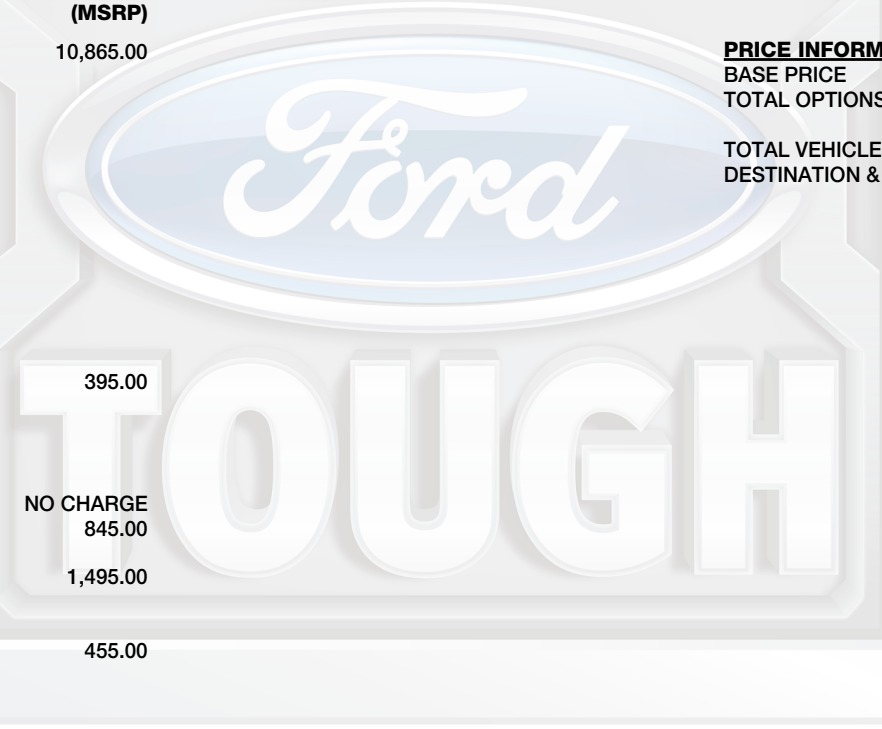 (MSRP)
10,865.00
PRICE INFORM
BASE PRICE
TOTAL OPTIONS
TOTAL VEHICLE
DESTINATION &
Ford
TOUGH
395.00
NO CHARGE
845.00
1,495.00
455.00